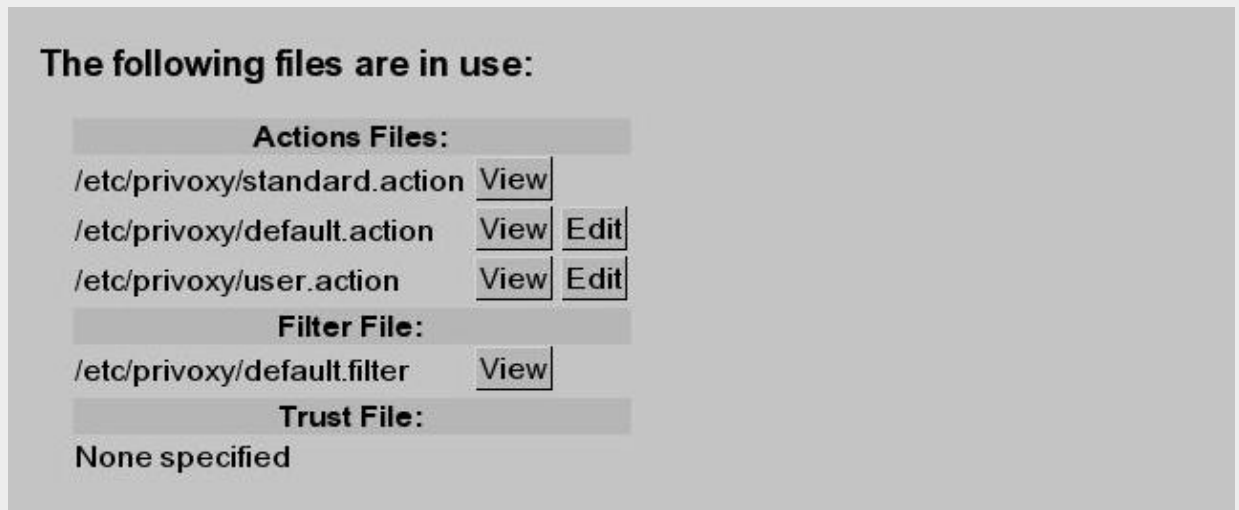 The following files are in use:
Actions Files:
/etc/privoxy/standard.action View
/etc/privoxy/default.action View Edit
/etc/privoxy/user.action View Edit
Filter File:
/etc/privoxy/default.filter View
Trust File:
None specified